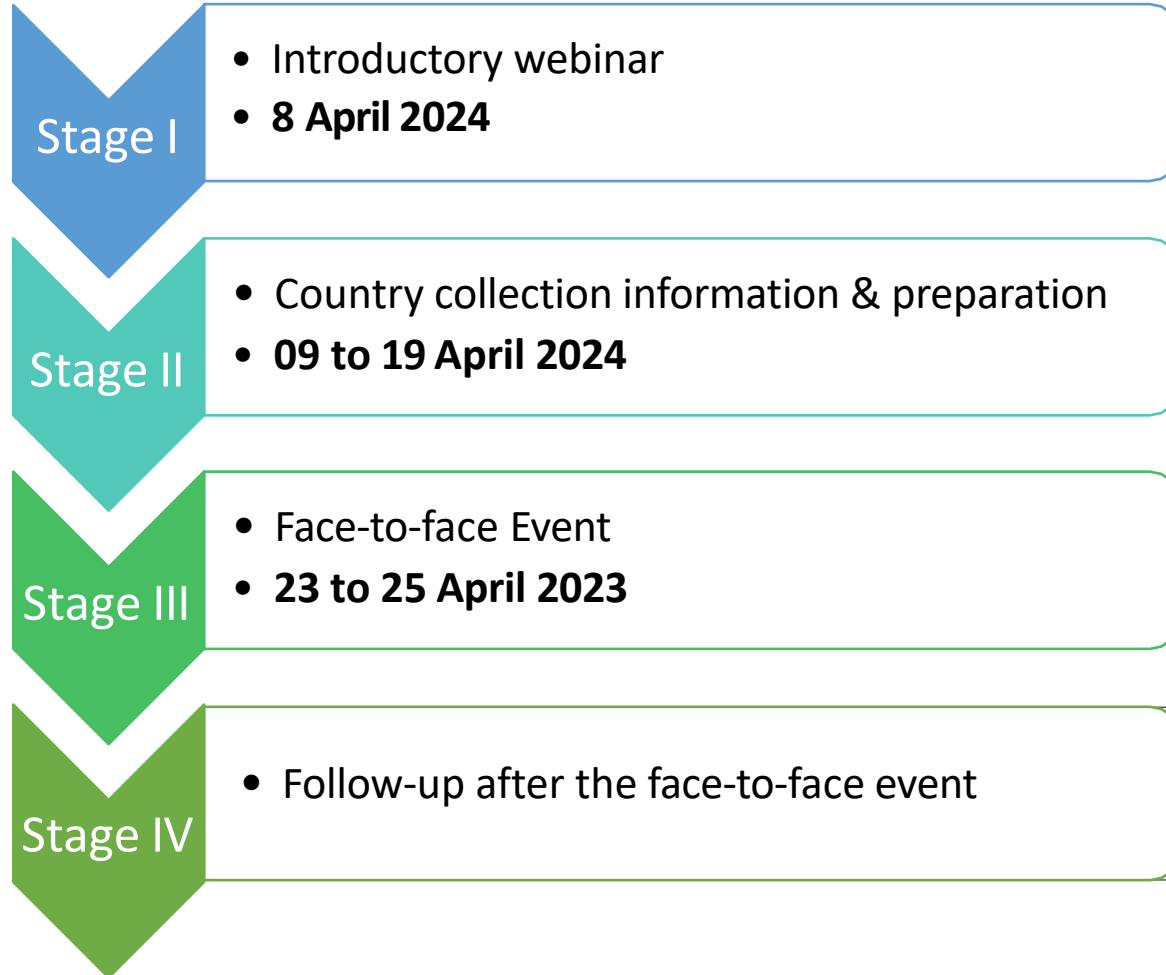 Stage I
• Introductory webinar
• 8 April 2024
Stage II
• Country collection information & preparation
• 09 to 19 April 2024
Stage III
• Face-to-face Event
• 23 to 25 April 2023
Stage IV
• Follow-up after the face-to-face event